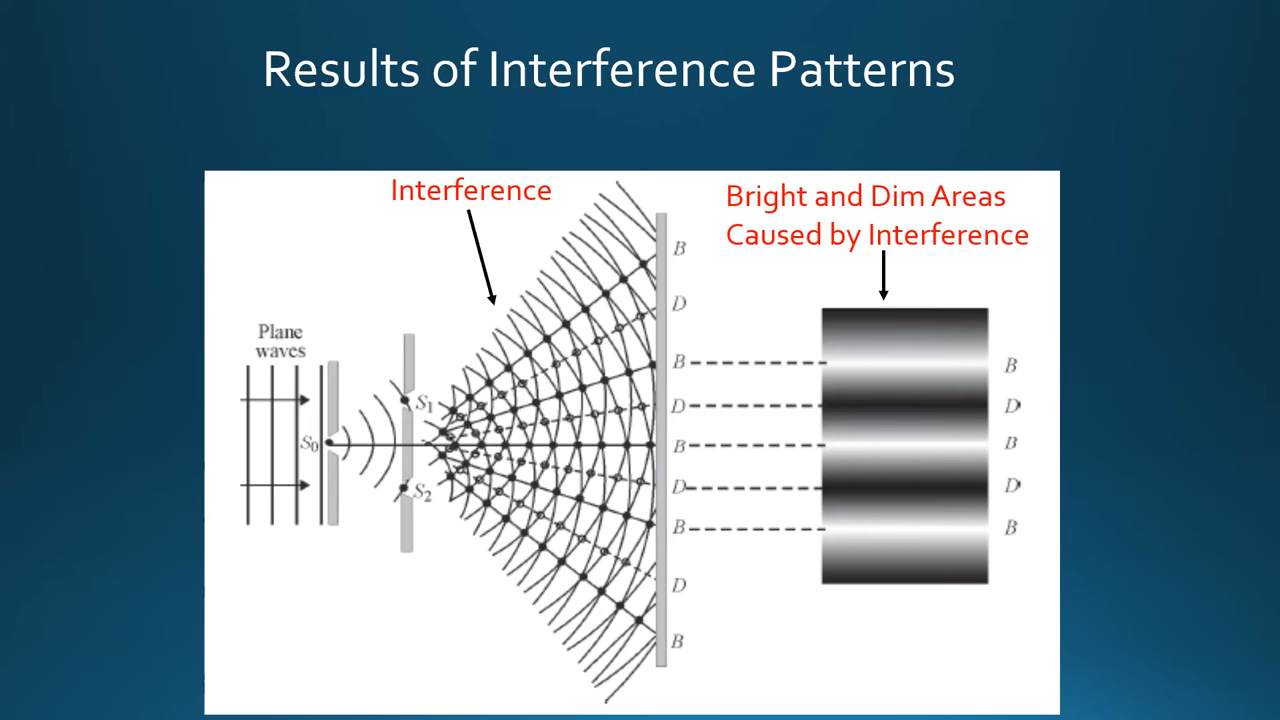 Results of Interference Patterns
Interference
Bright and Dim Areas
Caused by Interference
Plane
waves
S0
S1
S2
B
D
B
D
B
D
B
D
B
B
D
B
D
B